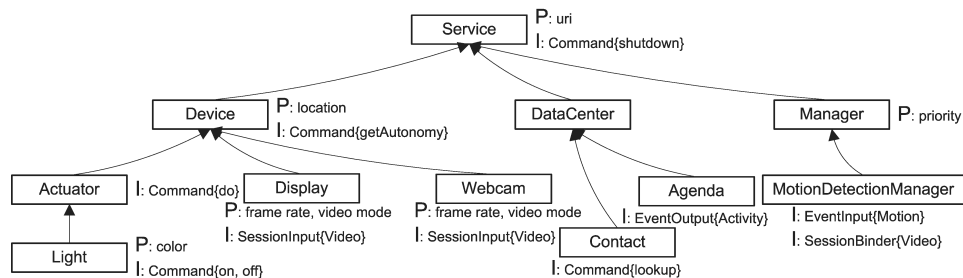 Service
P: uri
I: Command{shutdown}
Device
P: location
I: Command{getAutonomy}
DataCenter
Manager
P: priority
Actuator
I: Command{do}
Display
P: frame rate, video mode
I: SessionInput{Video}
Webcam
P: frame rate, video mode
I: SessionInput{Video}
Agenda
I: EventOutput{Activity}
MotionDetectionManager
I: EventInput{Motion}
I: SessionBinder{Video}
Light
P: color
I: Command{on, off}
Contact
I: Command{lookup}